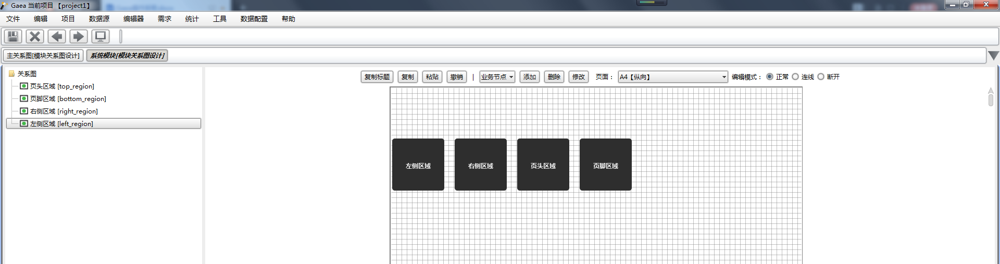 Gaea 当前项目 【project1】
文件 编辑 项目 数据源 编辑器 需求 统计 工具 数据配置 帮助
主关系图[模块关系图设计] 系统模块[模块关系图设计]
关系图
页头区域 [top_region]
页脚区域 [bottom_region]
右侧区域 [right_region]
左侧区域 [left_region]
复制标题 复制 粘贴 撤销 | 业务节点 添加 删除 修改 页面： A4【纵向】 编辑模式： 正常 连线 断开
左侧区域 右侧区域 页头区域 页脚区域